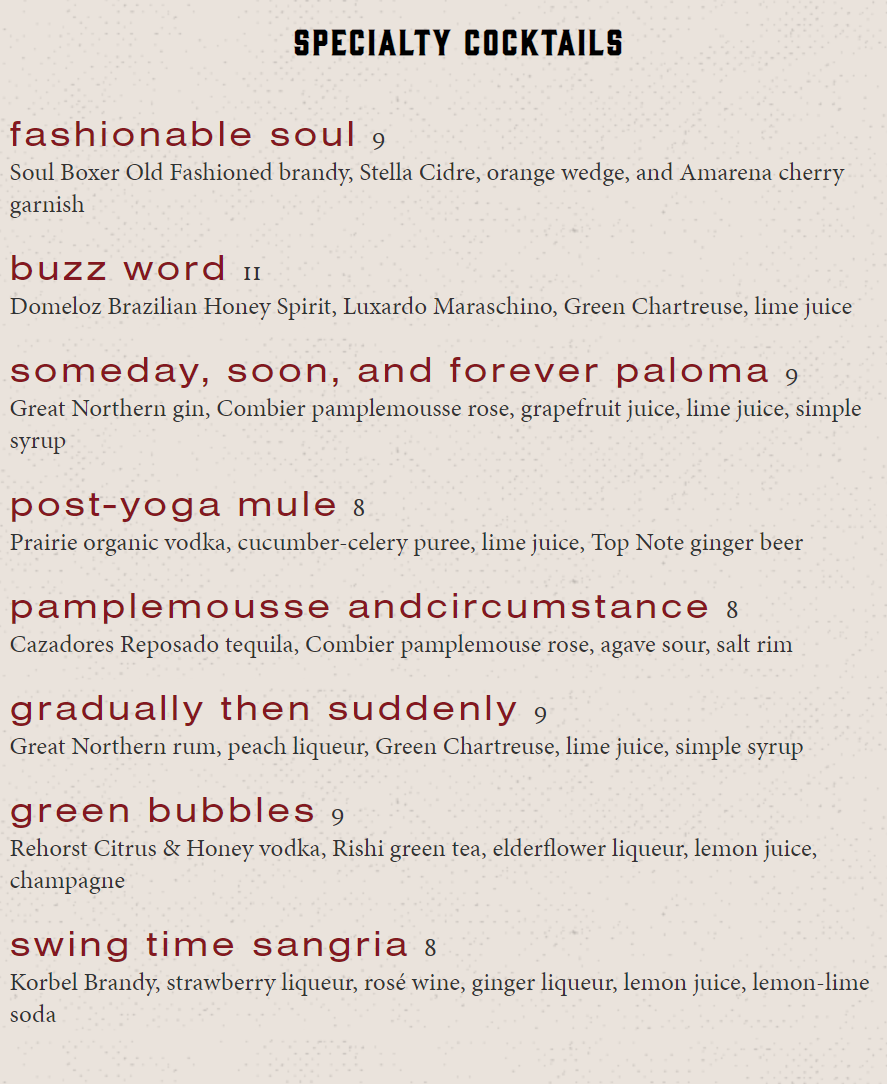 SPECIALTY COCKTAILS
fashionable soul 9
Soul Boxer Old Fashioned brandy, Stella Cidre, orange wedge, and Amarena cherry
garnish
buzz word 11
Domeloz Brazilian Honey Spirit, Luxardo Maraschino, Green Chartreuse, lime juice
someday, soon, and forever paloma 9
Great Northern gin, Combier pamplemousse rose, grapefruit juice, lime juice, simple
syrup
post-yoga mule 8
Prairie organic vodka, cucumber-celery puree, lime juice, Top Note ginger beer
pamplemousse andcircumstance 8
Cazadores Reposado tequila, Combier pamplemouse rose, agave sour, salt rim
gradually then suddenly 9
Great Northern rum, peach liqueur, Green Chartreuse, lime juice, simple syrup
green bubbles 9
Rehorst Citrus & Honey vodka, Rishi green tea, elderflower liqueur, lemon juice,
champagne
swing time sangria 8
Korbel Brandy, strawberry liqueur, rosé wine, ginger liqueur, lemon juice, lemon-lime
soda